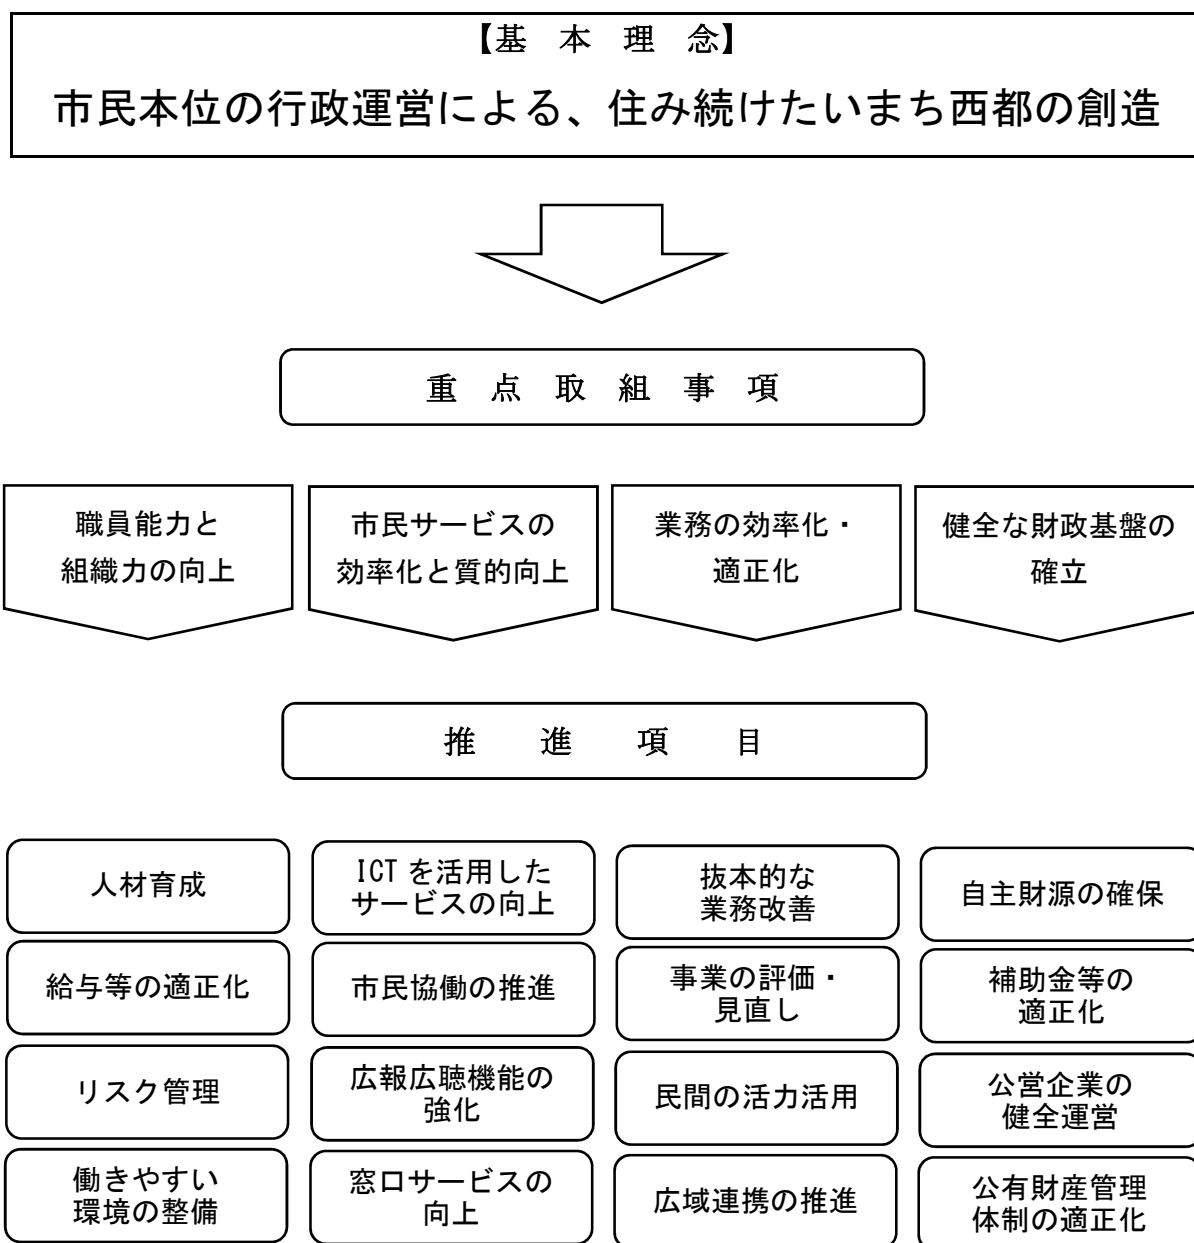 【基　本　理　念】
市民本位の行政運営による、住み続けたいまち西都の創造
重　点　取　組　事　項
職員能力と
組織力の向上
市民サービスの
効率化と質的向上
業務の効率化・
適正化
健全な財政基盤の
確立
推　進　項　目
人材育成
ICTを活用した
サービスの向上
抜本的な
業務改善
自主財源の確保
給与等の適正化
市民協働の推進
事業の評価・
見直し
補助金等の
適正化
リスク管理
広報広聴機能の
強化
民間の活力活用
公営企業の
健全運営
働きやすい
環境の整備
窓口サービスの
向上
広域連携の推進
公有財産管理
体制の適正化